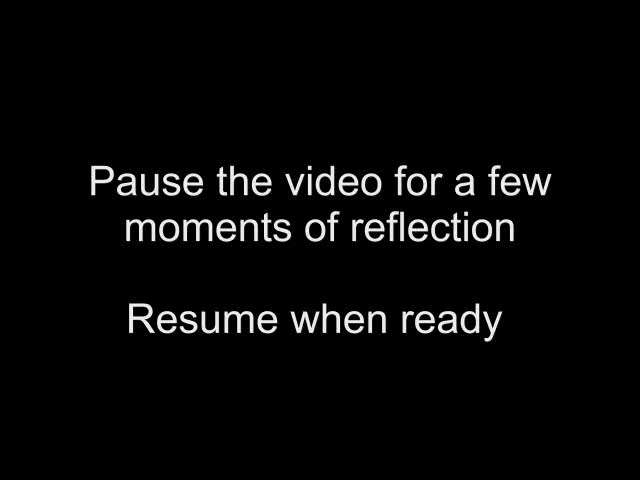 Pause the video for a few
moments of reflection
Resume when ready